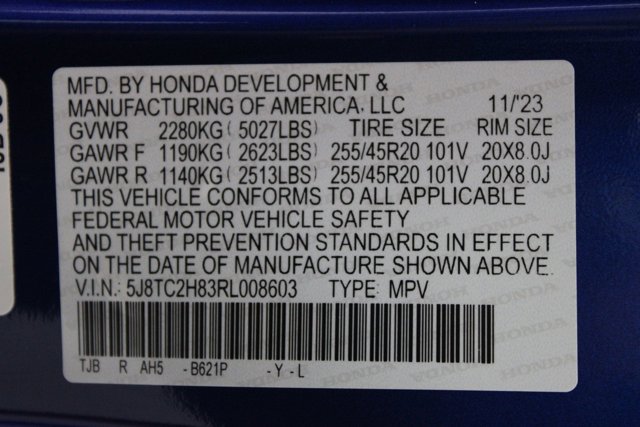 MFD. BY HONDA DEVELOPMENT &
MANUFACTURING OF AMERICA, LLC 11/'23
GVWR 2280KG ( 5027LBS) TIRE SIZE RIM SIZE
GAWR F 1190KG ( 2623LBS) 255/45R20 101V 20X8.0J
GAWR R 1140KG ( 2513LBS) 255/45R20 101V 20X8.0J
THIS VEHICLE CONFORMS TO ALL APPLICABLE
FEDERAL MOTOR VEHICLE SAFETY
AND THEFT PREVENTION STANDARDS IN EFFECT
ON THE DATE OF MANUFACTURE SHOWN ABOVE.
V.I.N.: 5J8TC2H83RL008603 TYPE: MPV
TJB R AH5 - B621P - Y - L